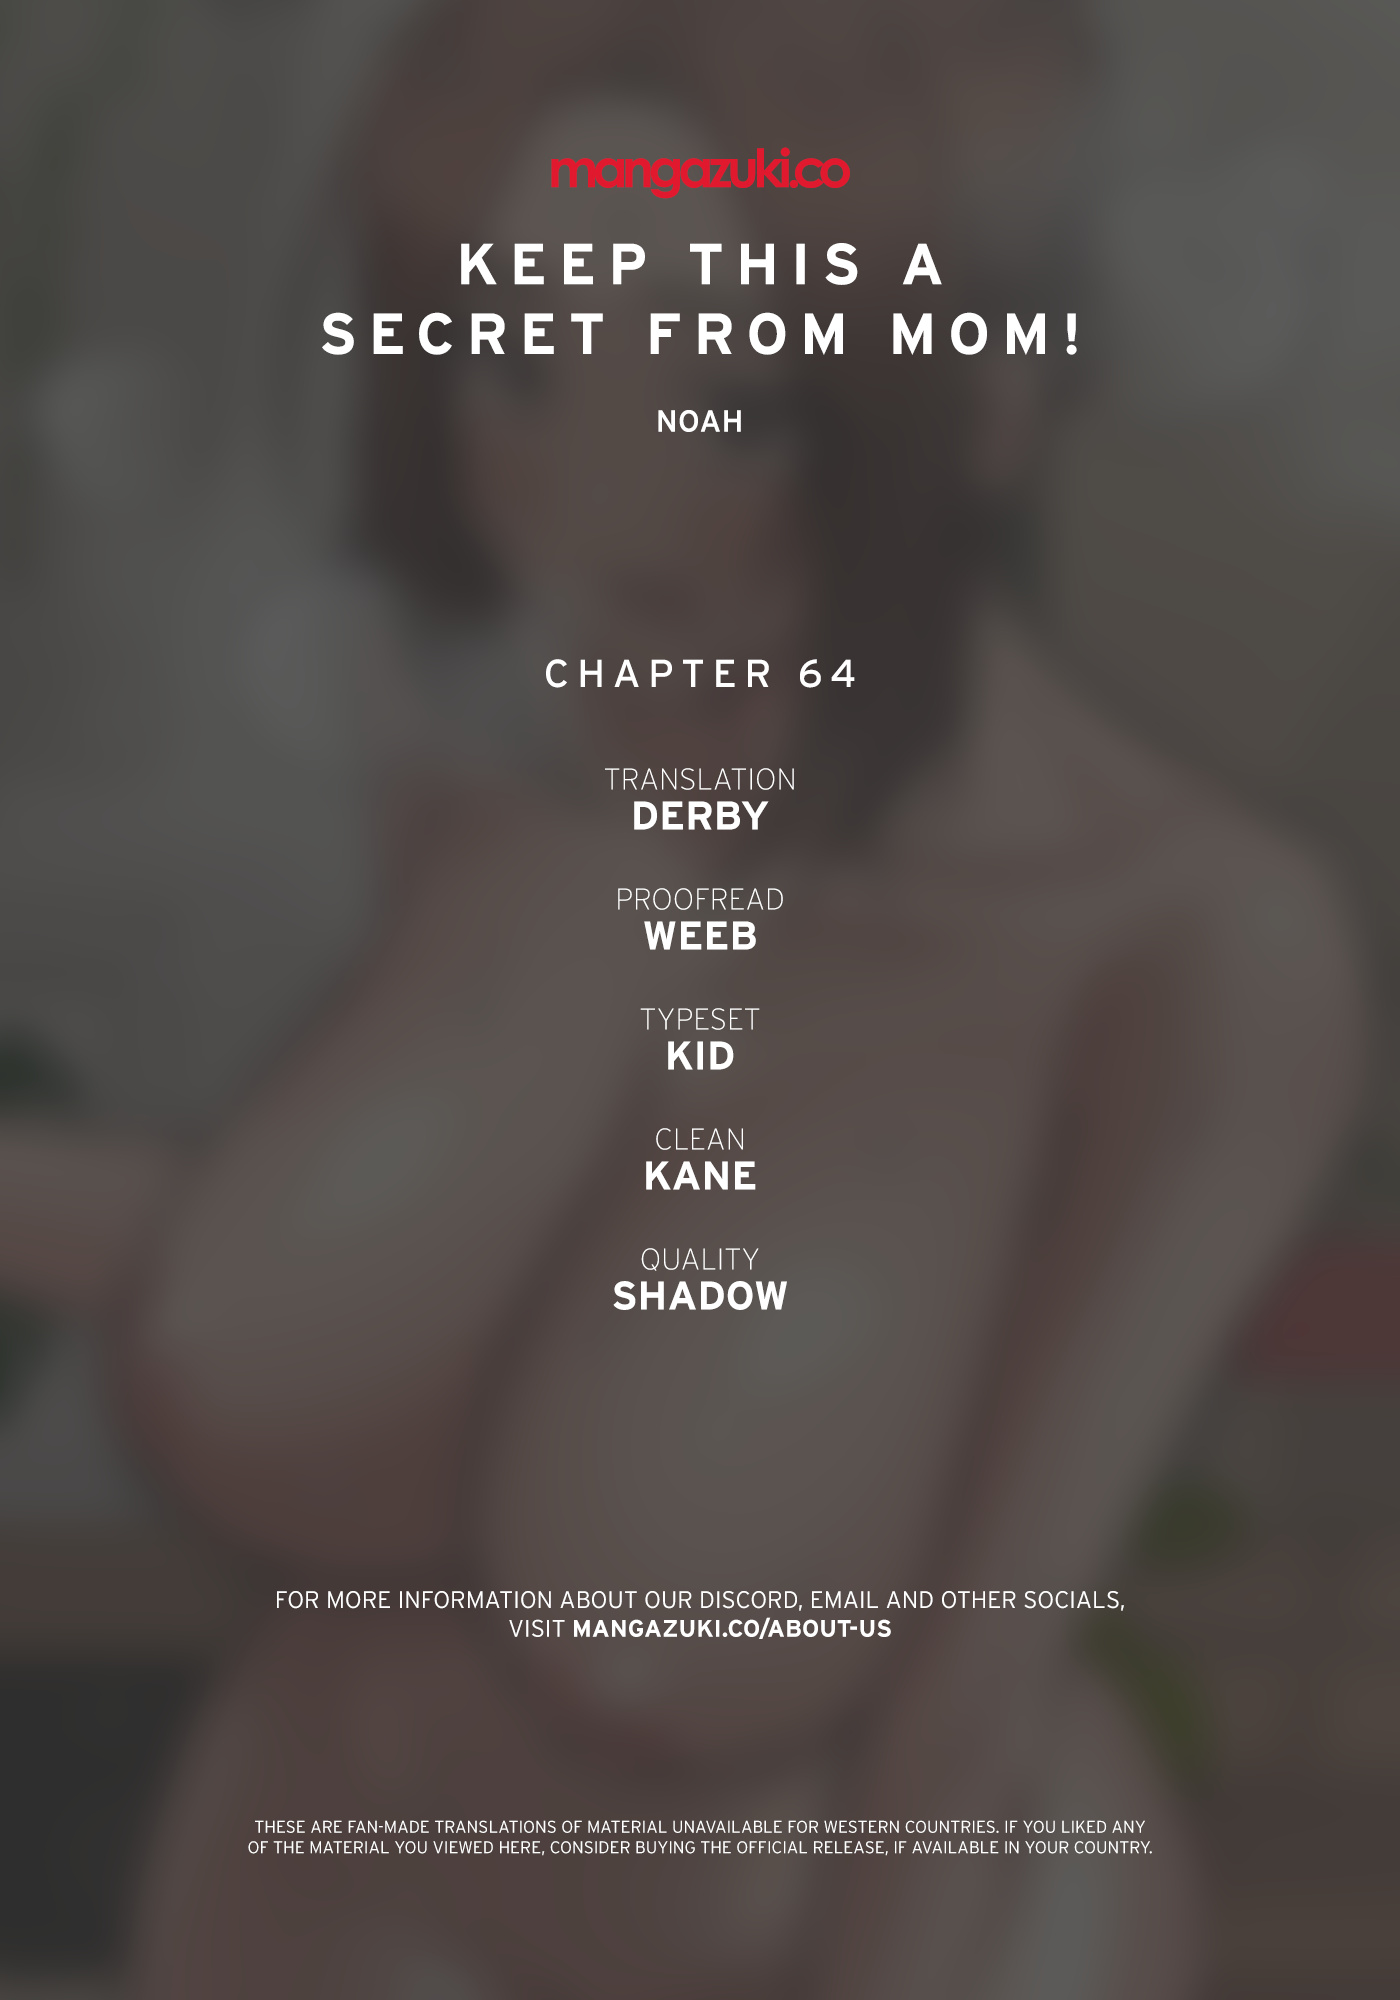 mangazuki.co
KEEP THIS A
SECRET FROM MOM!
NOAH
CHAPTER 64
TRANSLATION
DERBY
PROOFREAD
WEEB
TYPESET
KID
CLEAN
KANE
QUALITY
SHADOW
FOR MORE INFORMATION ABOUT OUR DISCORD, EMAIL AND OTHER SOCIALS,
VISIT MANGAZUKI.CO/ABOUT-US
THESE ARE FAN-MADE TRANSLATIONS OF MATERIAL UNAVAILABLE FOR WESTERN COUNTRIES. IF YOU LIKED ANY
OF THE MATERIAL YOU VIEWED HERE, CONSIDER BUYING THE OFFICIAL RELEASE, IF AVAILABLE IN YOUR COUNTRY.